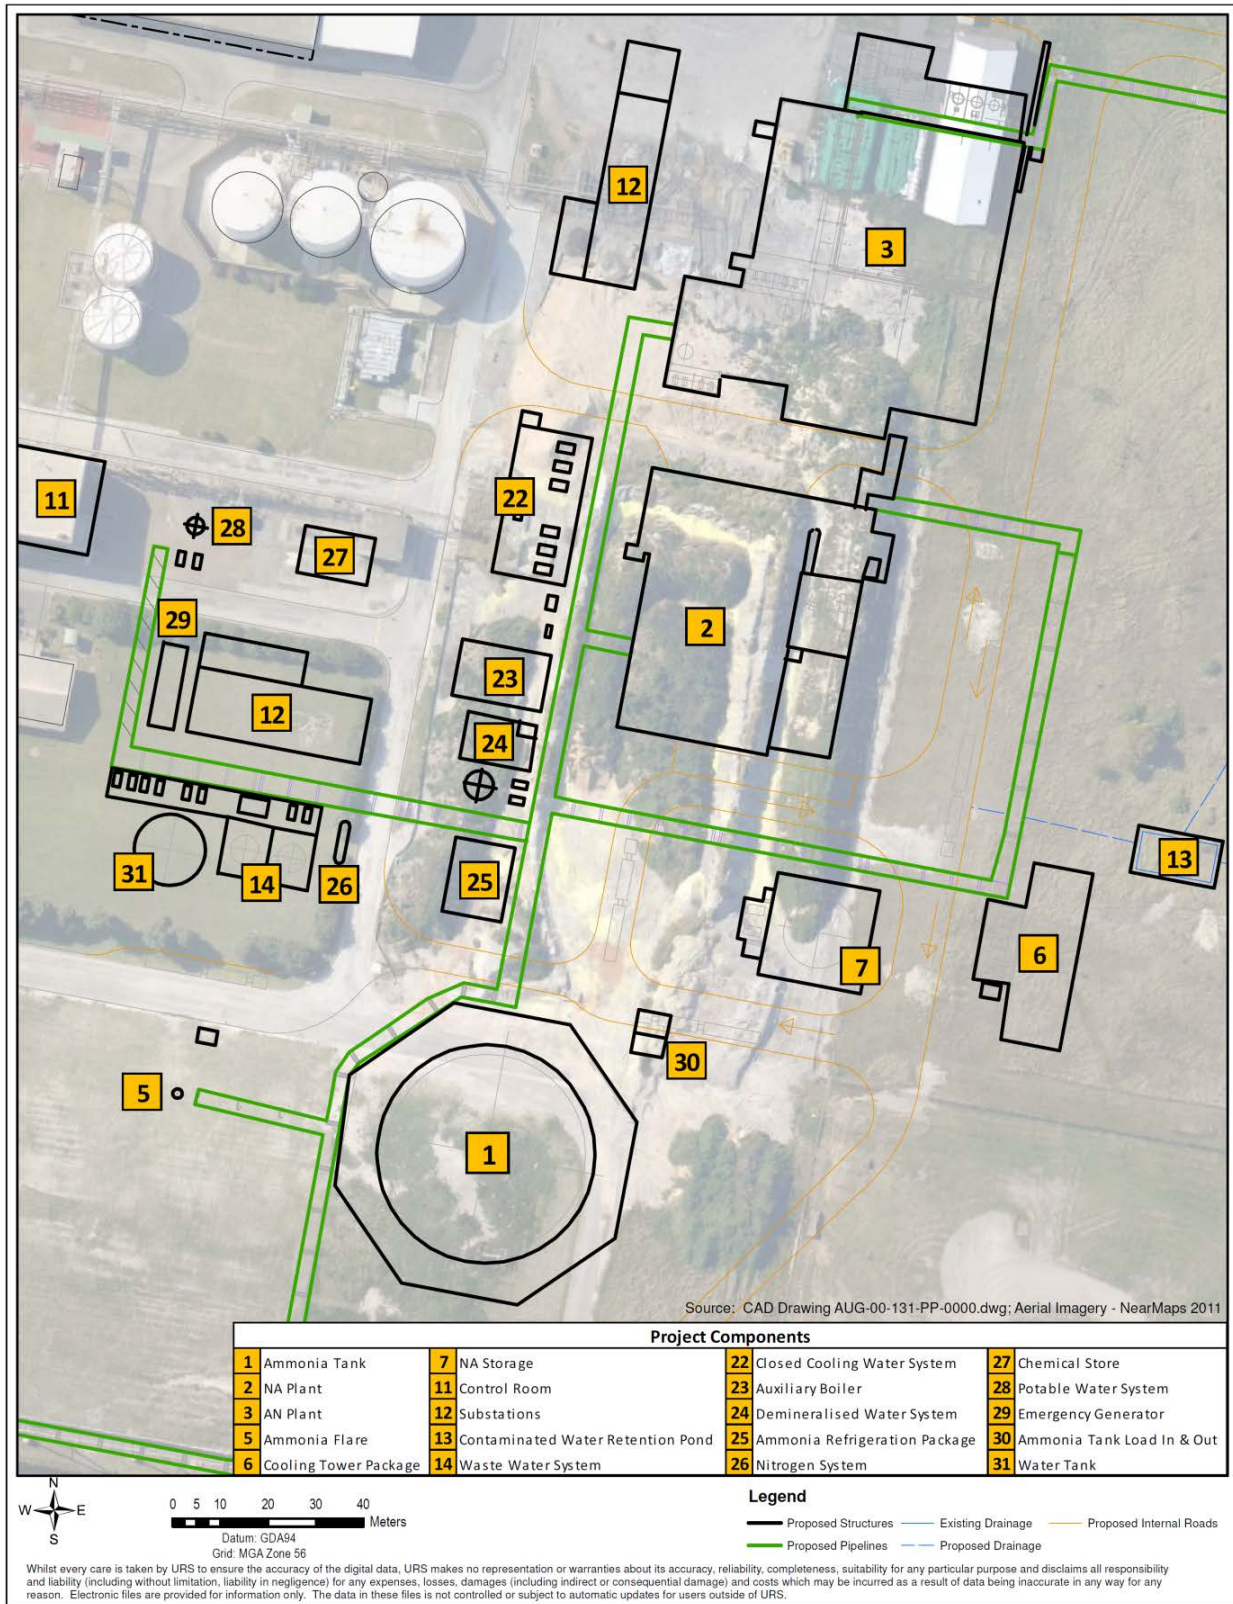 12
3
11
28
27
22
29
2
23
12
24
13
31
14
26
25
6
7
30
5
1
Source: CAD Drawing AUG-00-131-PP-0000.dwg; Aerial Imagery - NearMaps 2011
Project Components
1 Ammonia Tank 7 NA Storage 22 Closed Cooling Water System 27 Chemical Store
2 NA Plant 11 Control Room 23 Auxiliary Boiler 28 Potable Water System
3 AN Plant 12 Substations 24 Demineralised Water System 29 Emergency Generator
5 Ammonia Flare 13 Contaminated Water Retention Pond 25 Ammonia Refrigeration Package 30 Ammonia Tank Load In & Out
6 Cooling Tower Package 14 Waste Water System 26 Nitrogen System 31 Water Tank
N
W E
S
0 5 10 20 30 40
Meters
Datum: GDA94
Grid: MGA Zone 56
Legend
Proposed Structures Existing Drainage Proposed Internal Roads
Proposed Pipelines Proposed Drainage
Whilst every care is taken by URS to ensure the accuracy of the digital data, URS makes no representation or warranties about its accuracy, reliability, completeness, suitability for any particular purpose and disclaims all responsibility
and liability (including without limitation, liability in negligence) for any expenses, losses, damages (including indirect or consequential damage) and costs which may be incurred as a result of data being inaccurate in any way for any
reason. Electronic files are provided for information only. The data in these files is not controlled or subject to automatic updates for users outside of URS.